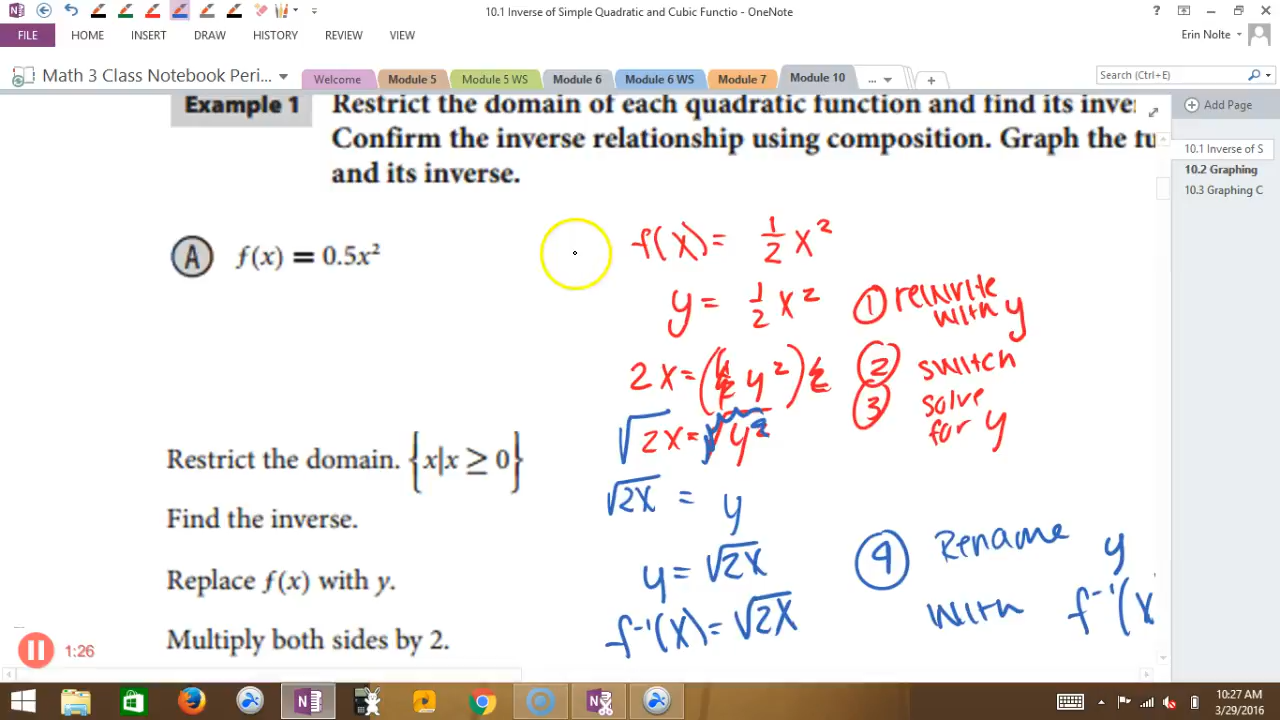 10.1 Inverse of Simple Quadratic and Cubic Functio - OneNote
FILE HOME INSERT DRAW HISTORY REVIEW VIEW
Erin Nolte
Math 3 Class Notebook Peri...
Welcome Module 5 Module 5 WS Module 6 Module 6 WS Module 7 Module 10 ...
Search (Ctrl+E)
Add Page
10.1 Inverse of S
10.2 Graphing
10.3 Graphing C
Example 1 Restrict the domain of each quadratic function and find its inve
Confirm the inverse relationship using composition. Graph the fu
and its inverse.
A f(x) = 0.5x²
f(x) = 1/2 x²
y = 1/2 x² ① rewrite with y
2x = (1/2 y²) 2 ② switch
③ solve for y
√2x = √y²
√2x = y
y = √2x
f⁻¹(x) = √2x
④ Rename y
with f⁻¹(x
Restrict the domain. {x|x ≥ 0}
Find the inverse.
Replace f(x) with y.
Multiply both sides by 2.
1:26
10:27 AM
3/29/2016